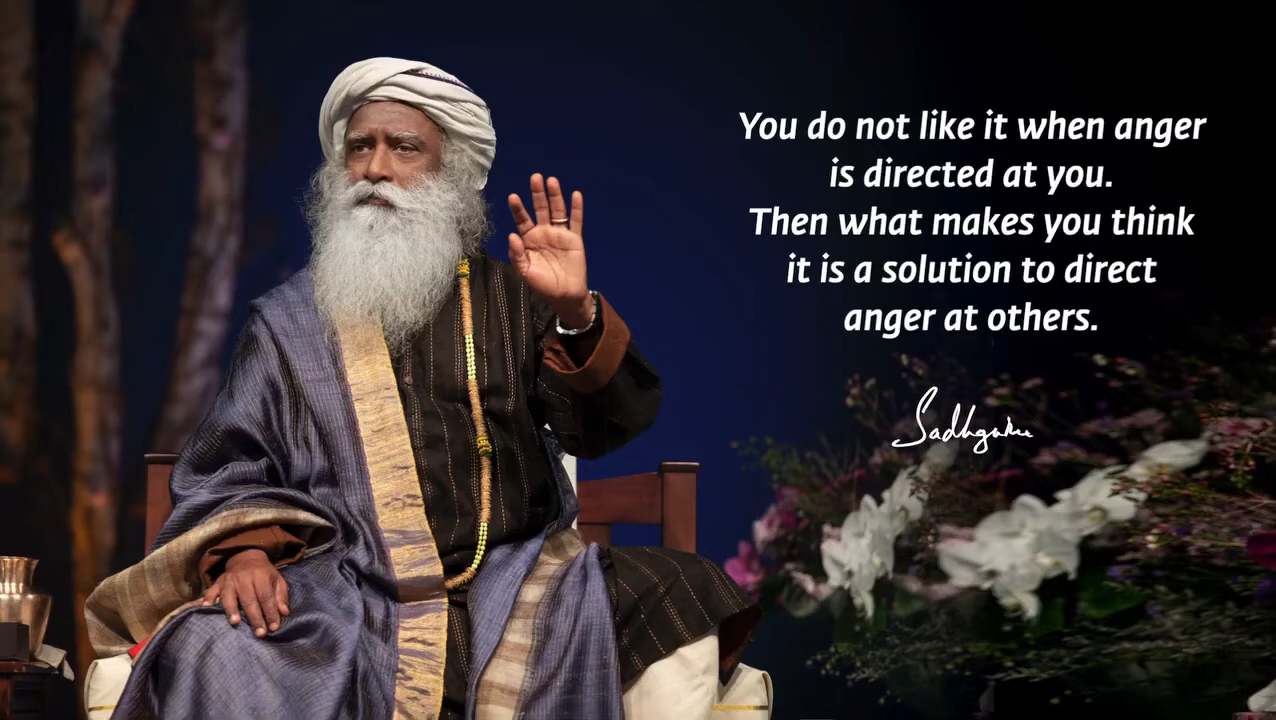 You do not like it when anger
is directed at you.
Then what makes you think
it is a solution to direct
anger at others.
Sadhguru